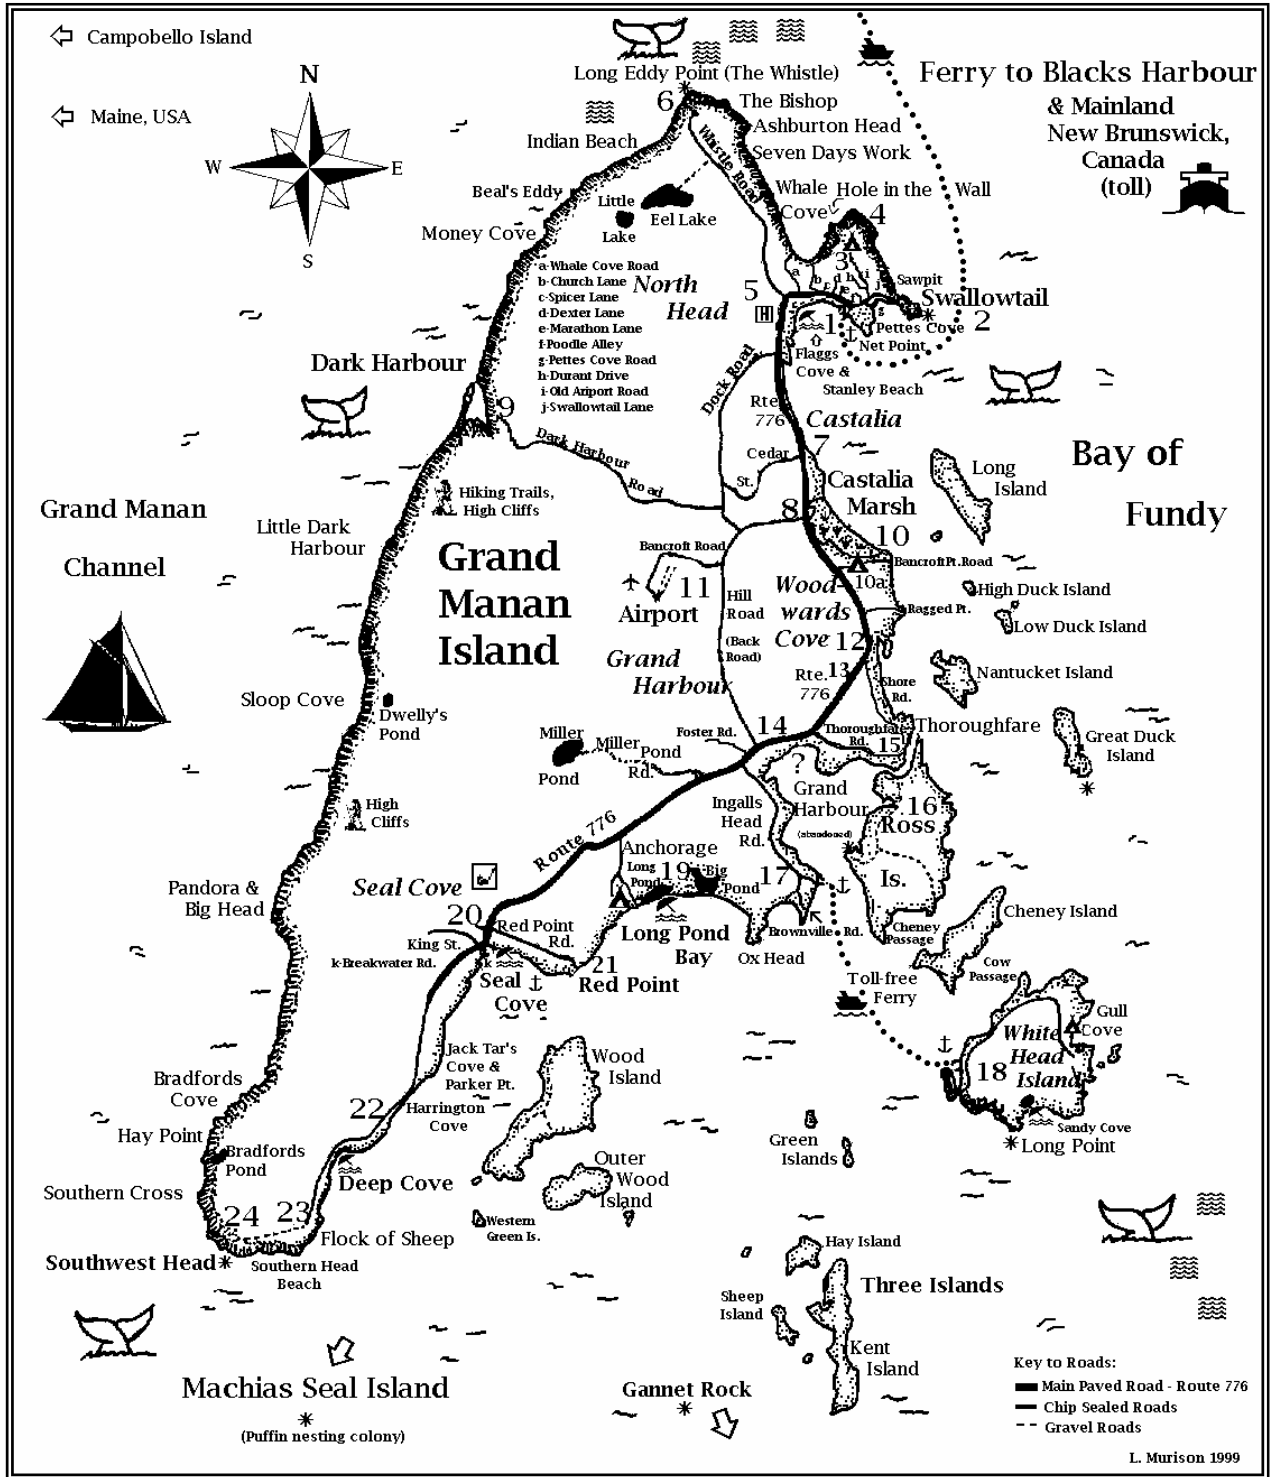 Campobello Island
Maine, USA
N
W
E
S
Long Eddy Point (The Whistle)
6
The Bishop
Ashburton Head
Seven Days Work
Indian Beach
Whistle Road
Ferry to Blacks Harbour
& Mainland
New Brunswick,
Canada
(toll)
Beal's Eddy
Little
Lake
Eel Lake
Whale
Cove
Hole in the Wall
4
Money Cove
a-Whale Cove Road
b-Church Lane
c-Spicer Lane
d-Dexter Lane
e-Marathon Lane
f-Poodle Alley
g-Pettes Cove Road
h-Durant Drive
i-Old Ariport Road
j-Swallowtail Lane
North
Head
5
H
3
a
b
c
d
h
e
i
j
f
g
Sawpit
Swallowtail
2
1
Pettes Cove
Net Point
Flaggs
Cove &
Stanley Beach
Dark Harbour
9
Dark Harbour
Road
Dock Road
Rte.
776
Castalia
7
Cedar
St.
Castalia
Marsh
8
10
Long
Island
Bay of
Fundy
Grand Manan
Channel
Hiking Trails,
High Cliffs
Little Dark
Harbour
Grand
Manan
Island
Bancroft Road
11
Airport
Hill
Road
(Back
Road)
Wood-
wards
Cove
10a
Bancroft Pt. Road
Ragged Pt.
12
13
Rte.
776
High Duck Island
Low Duck Island
Nantucket Island
Grand
Harbour
Shore
Rd.
Sloop Cove
Dwelly's
Pond
Miller
Pond
Miller Pond
Rd.
Foster Rd.
14
Thoroughfare
Rd.
15
Thoroughfare
Great Duck
Island
?
Grand
Harbour
(abandoned)
16
Ross
Is.
High
Cliffs
Ingalls
Head
Rd.
Route 776
Anchorage
Long
Pond
19
Big
Pond
17
Pandora &
Big Head
Seal Cove
20
Red Point
Rd.
King St.
k-Breakwater Rd.
k
Seal
Cove
21
Red Point
Long Pond
Bay
Ox Head
Brownville Rd.
Cheney
Passage
Cheney Island
Cow
Passage
Toll-free
Ferry
Gull
Cove
White
Head
Island
18
Sandy Cove
Long Point
Jack Tar's
Cove &
Parker Pt.
Wood
Island
Bradfords
Cove
22
Harrington
Cove
Hay Point
Bradfords
Pond
Green
Islands
Southern Cross
Deep Cove
Outer
Wood
Island
24
23
Western
Green Is.
Flock of Sheep
Southwest Head
Southern Head
Beach
Hay Island
Three Islands
Sheep
Island
Kent
Island
Machias Seal Island
(Puffin nesting colony)
Gannet Rock
Key to Roads:
Main Paved Road - Route 776
Chip Sealed Roads
Gravel Roads
L. Murison 1999